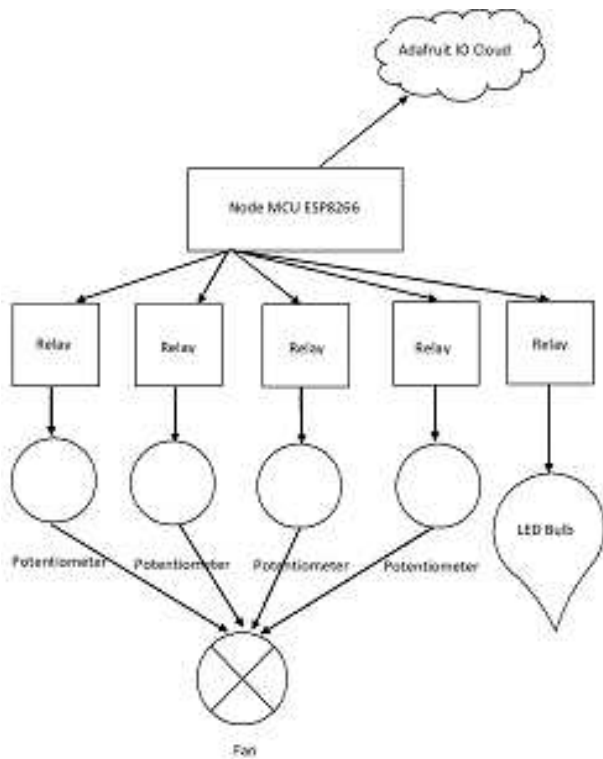 Adafruit IO Cloud
Node MCU ESP8266
Relay
Relay
Relay
Relay
Relay
LED Bulb
Potentiometer
Potentiometer
Potentiometer
Potentiometer
Fan